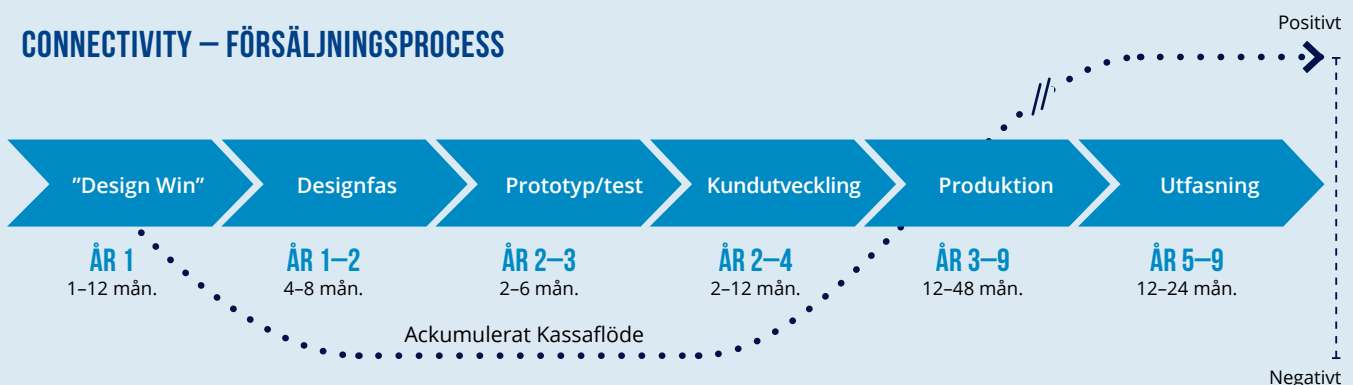 Positivt
CONNECTIVITY – FÖRSÄLJNINGSPROCESS
”Design Win”
Designfas
Prototyp/test
Kundutveckling
Produktion
Utfasning
ÅR 1
1–12 mån.
ÅR 1–2
4–8 mån.
ÅR 2–3
2–6 mån.
ÅR 2–4
2–12 mån.
ÅR 3–9
12–48 mån.
ÅR 5–9
12–24 mån.
Ackumulerat Kassaflöde
Negativt